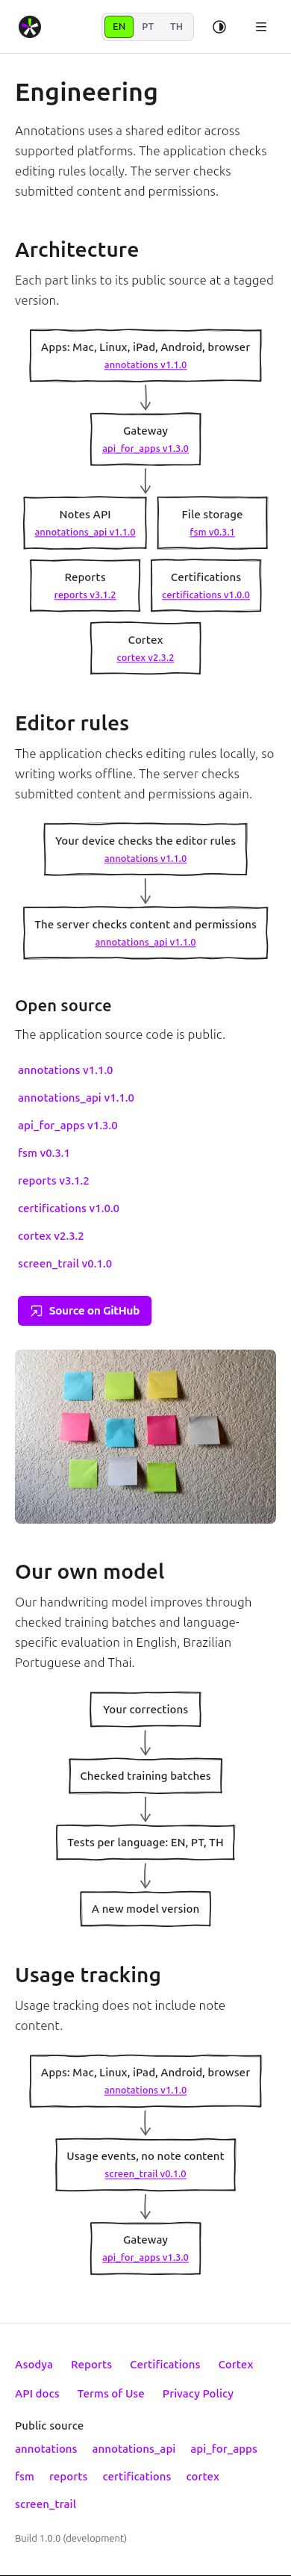 EN PT TH
Engineering
Annotations uses a shared editor across
supported platforms. The application checks
editing rules locally. The server checks
submitted content and permissions.
Architecture
Each part links to its public source at a tagged
version.
Apps: Mac, Linux, iPad, Android, browser
annotations v1.1.0
Gateway
api_for_apps v1.3.0
Notes API
annotations_api v1.1.0
File storage
fsm v0.3.1
Reports
reports v3.1.2
Certifications
certifications v1.0.0
Cortex
cortex v2.3.2
Editor rules
The application checks editing rules locally, so
writing works offline. The server checks
submitted content and permissions again.
Your device checks the editor rules
annotations v1.1.0
The server checks content and permissions
annotations_api v1.1.0
Open source
The application source code is public.
annotations v1.1.0
annotations_api v1.1.0
api_for_apps v1.3.0
fsm v0.3.1
reports v3.1.2
certifications v1.0.0
cortex v2.3.2
screen_trail v0.1.0
Source on GitHub
Our own model
Our handwriting model improves through
checked training batches and language-
specific evaluation in English, Brazilian
Portuguese and Thai.
Your corrections
Checked training batches
Tests per language: EN, PT, TH
A new model version
Usage tracking
Usage tracking does not include note
content.
Apps: Mac, Linux, iPad, Android, browser
annotations v1.1.0
Usage events, no note content
screen_trail v0.1.0
Gateway
api_for_apps v1.3.0
Asodya Reports Certifications Cortex
API docs Terms of Use Privacy Policy
Public source
annotations annotations_api api_for_apps
fsm reports certifications cortex
screen_trail
Build 1.0.0 (development)